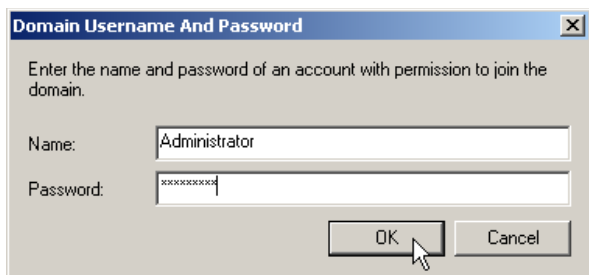 Domain Username And Password
Enter the name and password of an account with permission to join the
domain.
Name:
Administrator
Password:
*********
OK
Cancel